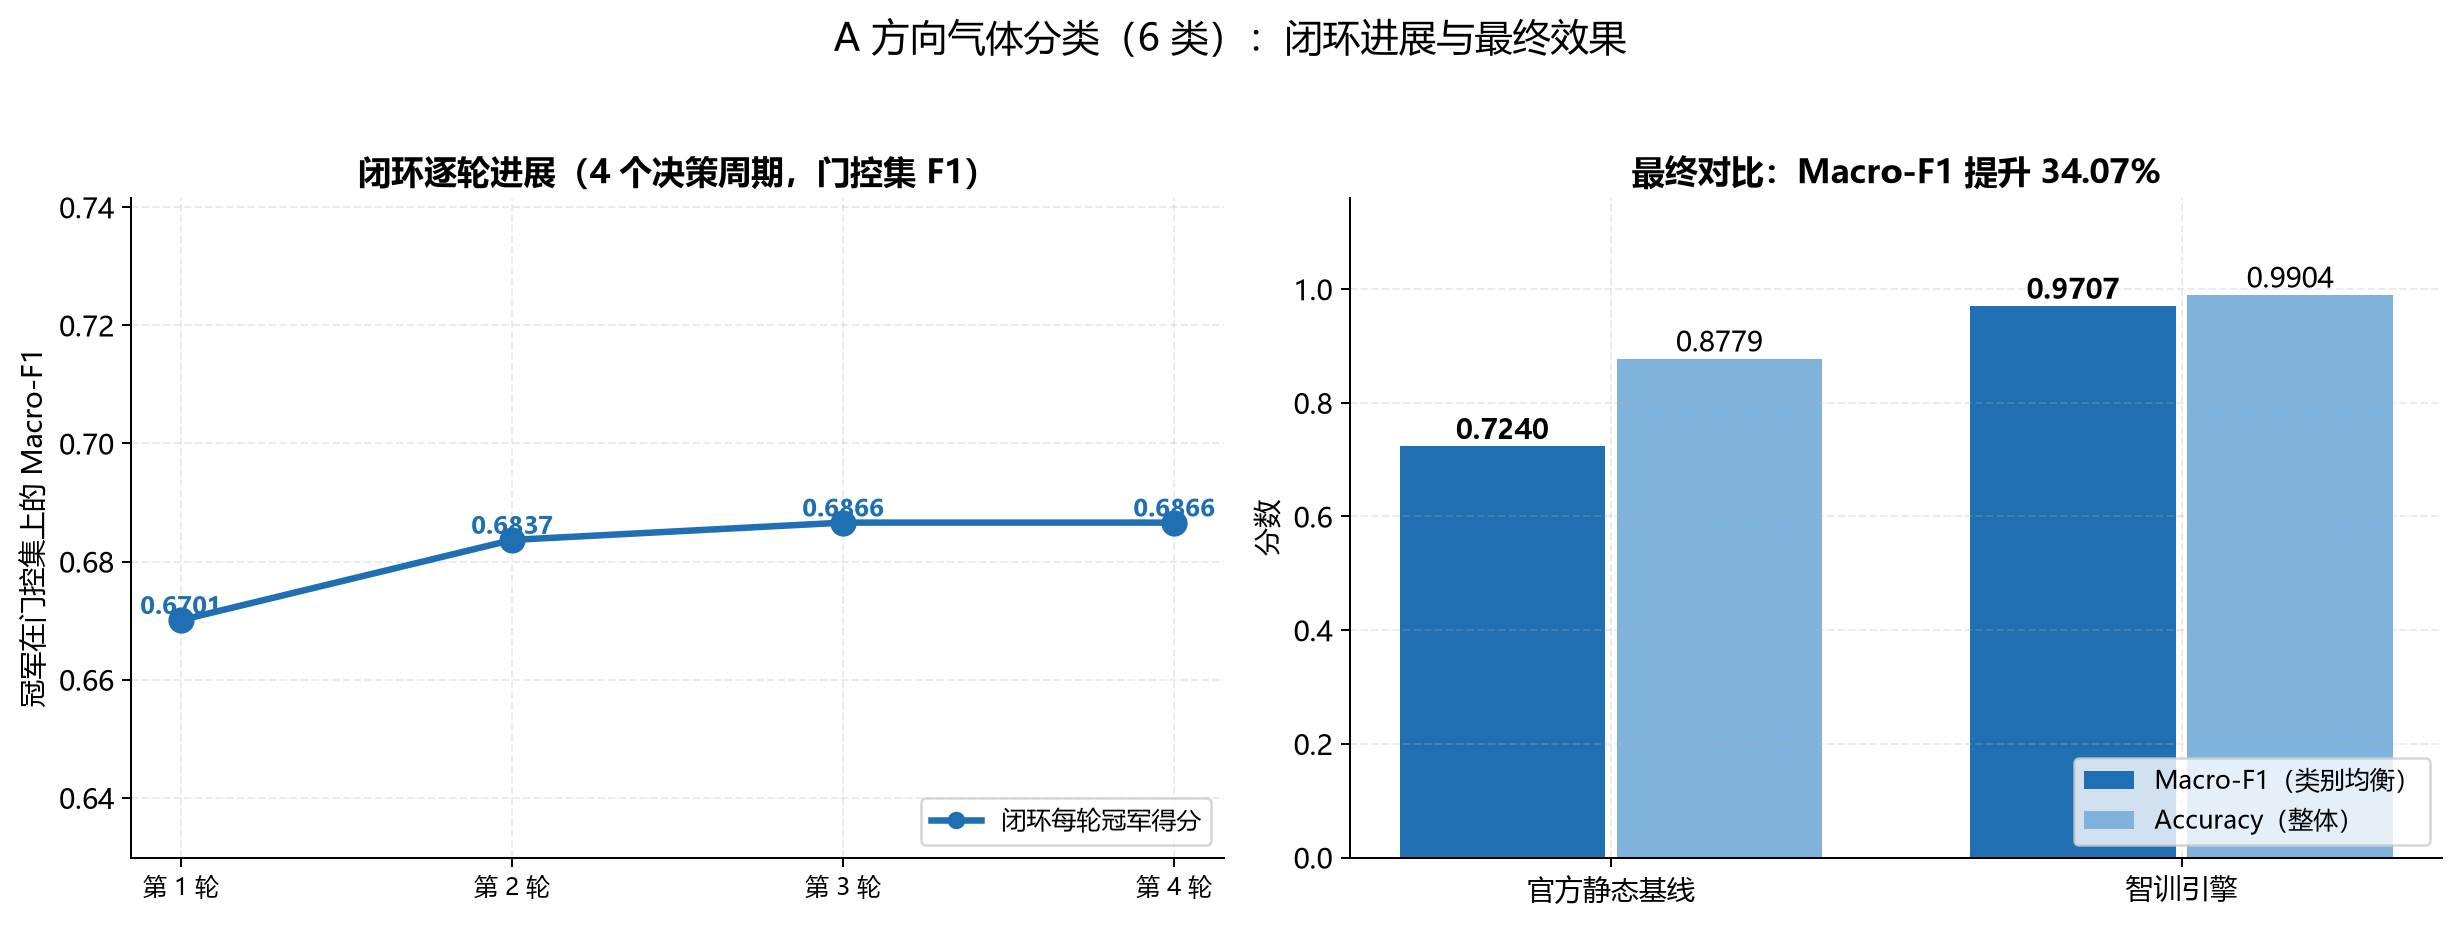 A 方向气体分类（6 类）：闭环进展与最终效果
闭环逐轮进展（4 个决策周期，门控集 F1）
冠军在门控集上的 Macro-F1
0.74
0.72
0.70
0.68
0.66
0.64
0.6701
0.6837
0.6866
0.6866
闭环每轮冠军得分
第 1 轮
第 2 轮
第 3 轮
第 4 轮
最终对比：Macro-F1 提升 34.07%
分数
1.0
0.8
0.6
0.4
0.2
0.0
0.7240
0.8779
0.9707
0.9904
Macro-F1（类别均衡）
Accuracy（整体）
官方静态基线
智训引擎